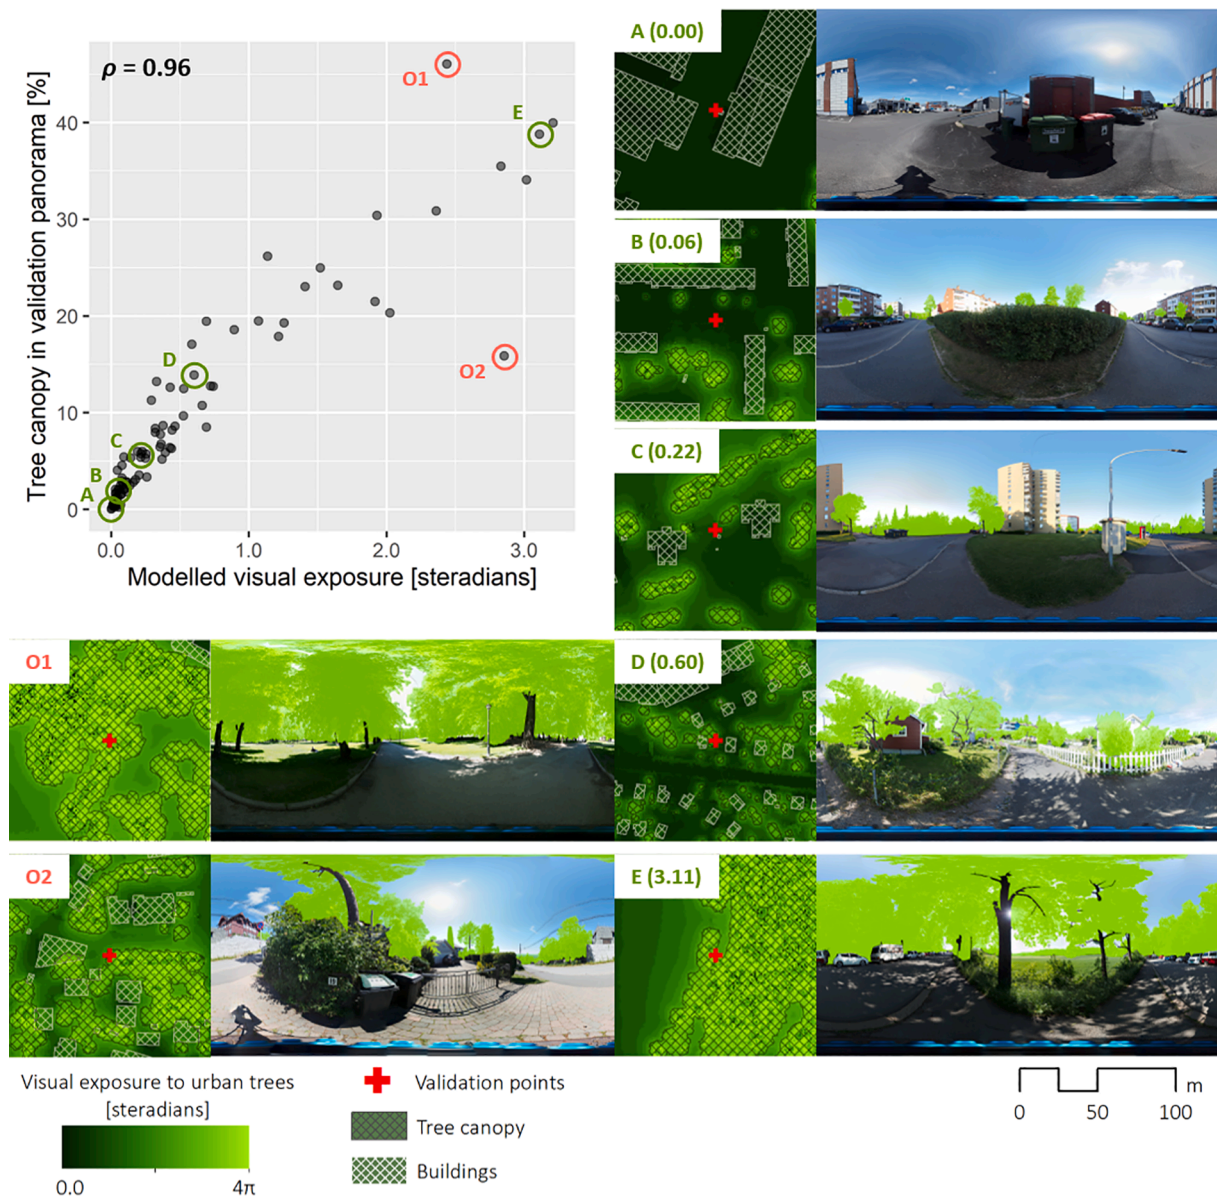 ρ = 0.96
Tree canopy in validation panorama [%]
40
30
20
10
0
O1
E
O2
D
C
B
A
0.0 1.0 2.0 3.0
Modelled visual exposure [steradians]
A (0.00)
B (0.06)
C (0.22)
O1
D (0.60)
O2
E (3.11)
Visual exposure to urban trees
[steradians]
0.0 4π
Validation points
Tree canopy
Buildings
m
0 50 100